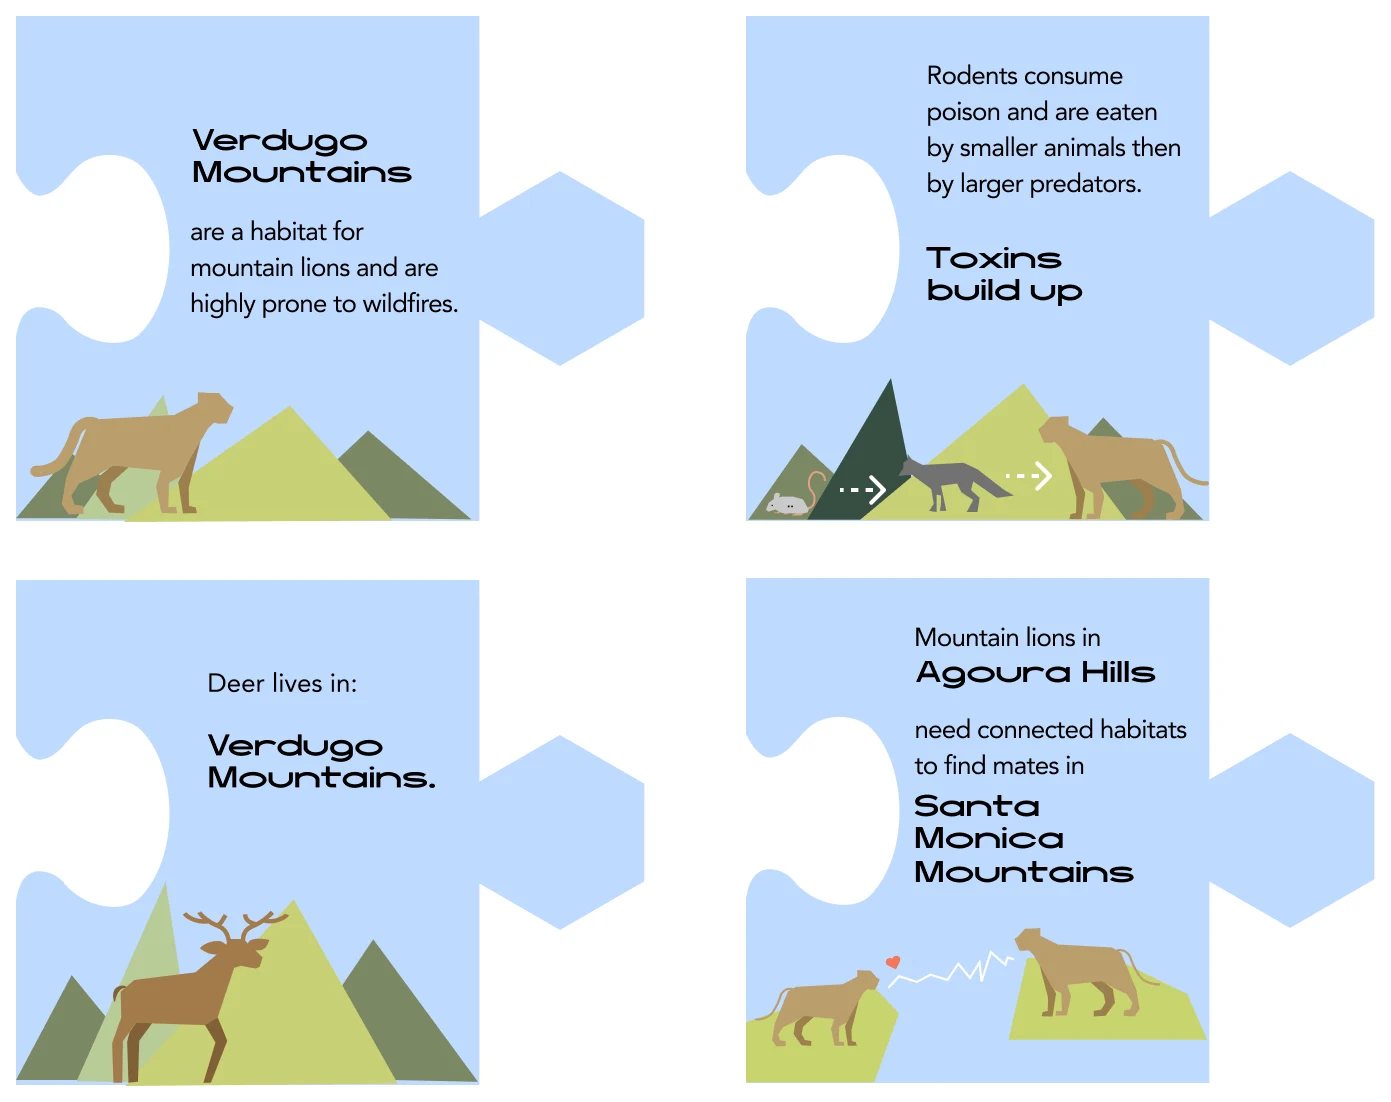 Verdugo
Mountains
are a habitat for
mountain lions and are
highly prone to wildfires.
Rodents consume
poison and are eaten
by smaller animals then
by larger predators.
Toxins
build up
Deer lives in:
Verdugo
Mountains.
Mountain lions in
Agoura Hills
need connected habitats
to find mates in
Santa
Monica
Mountains